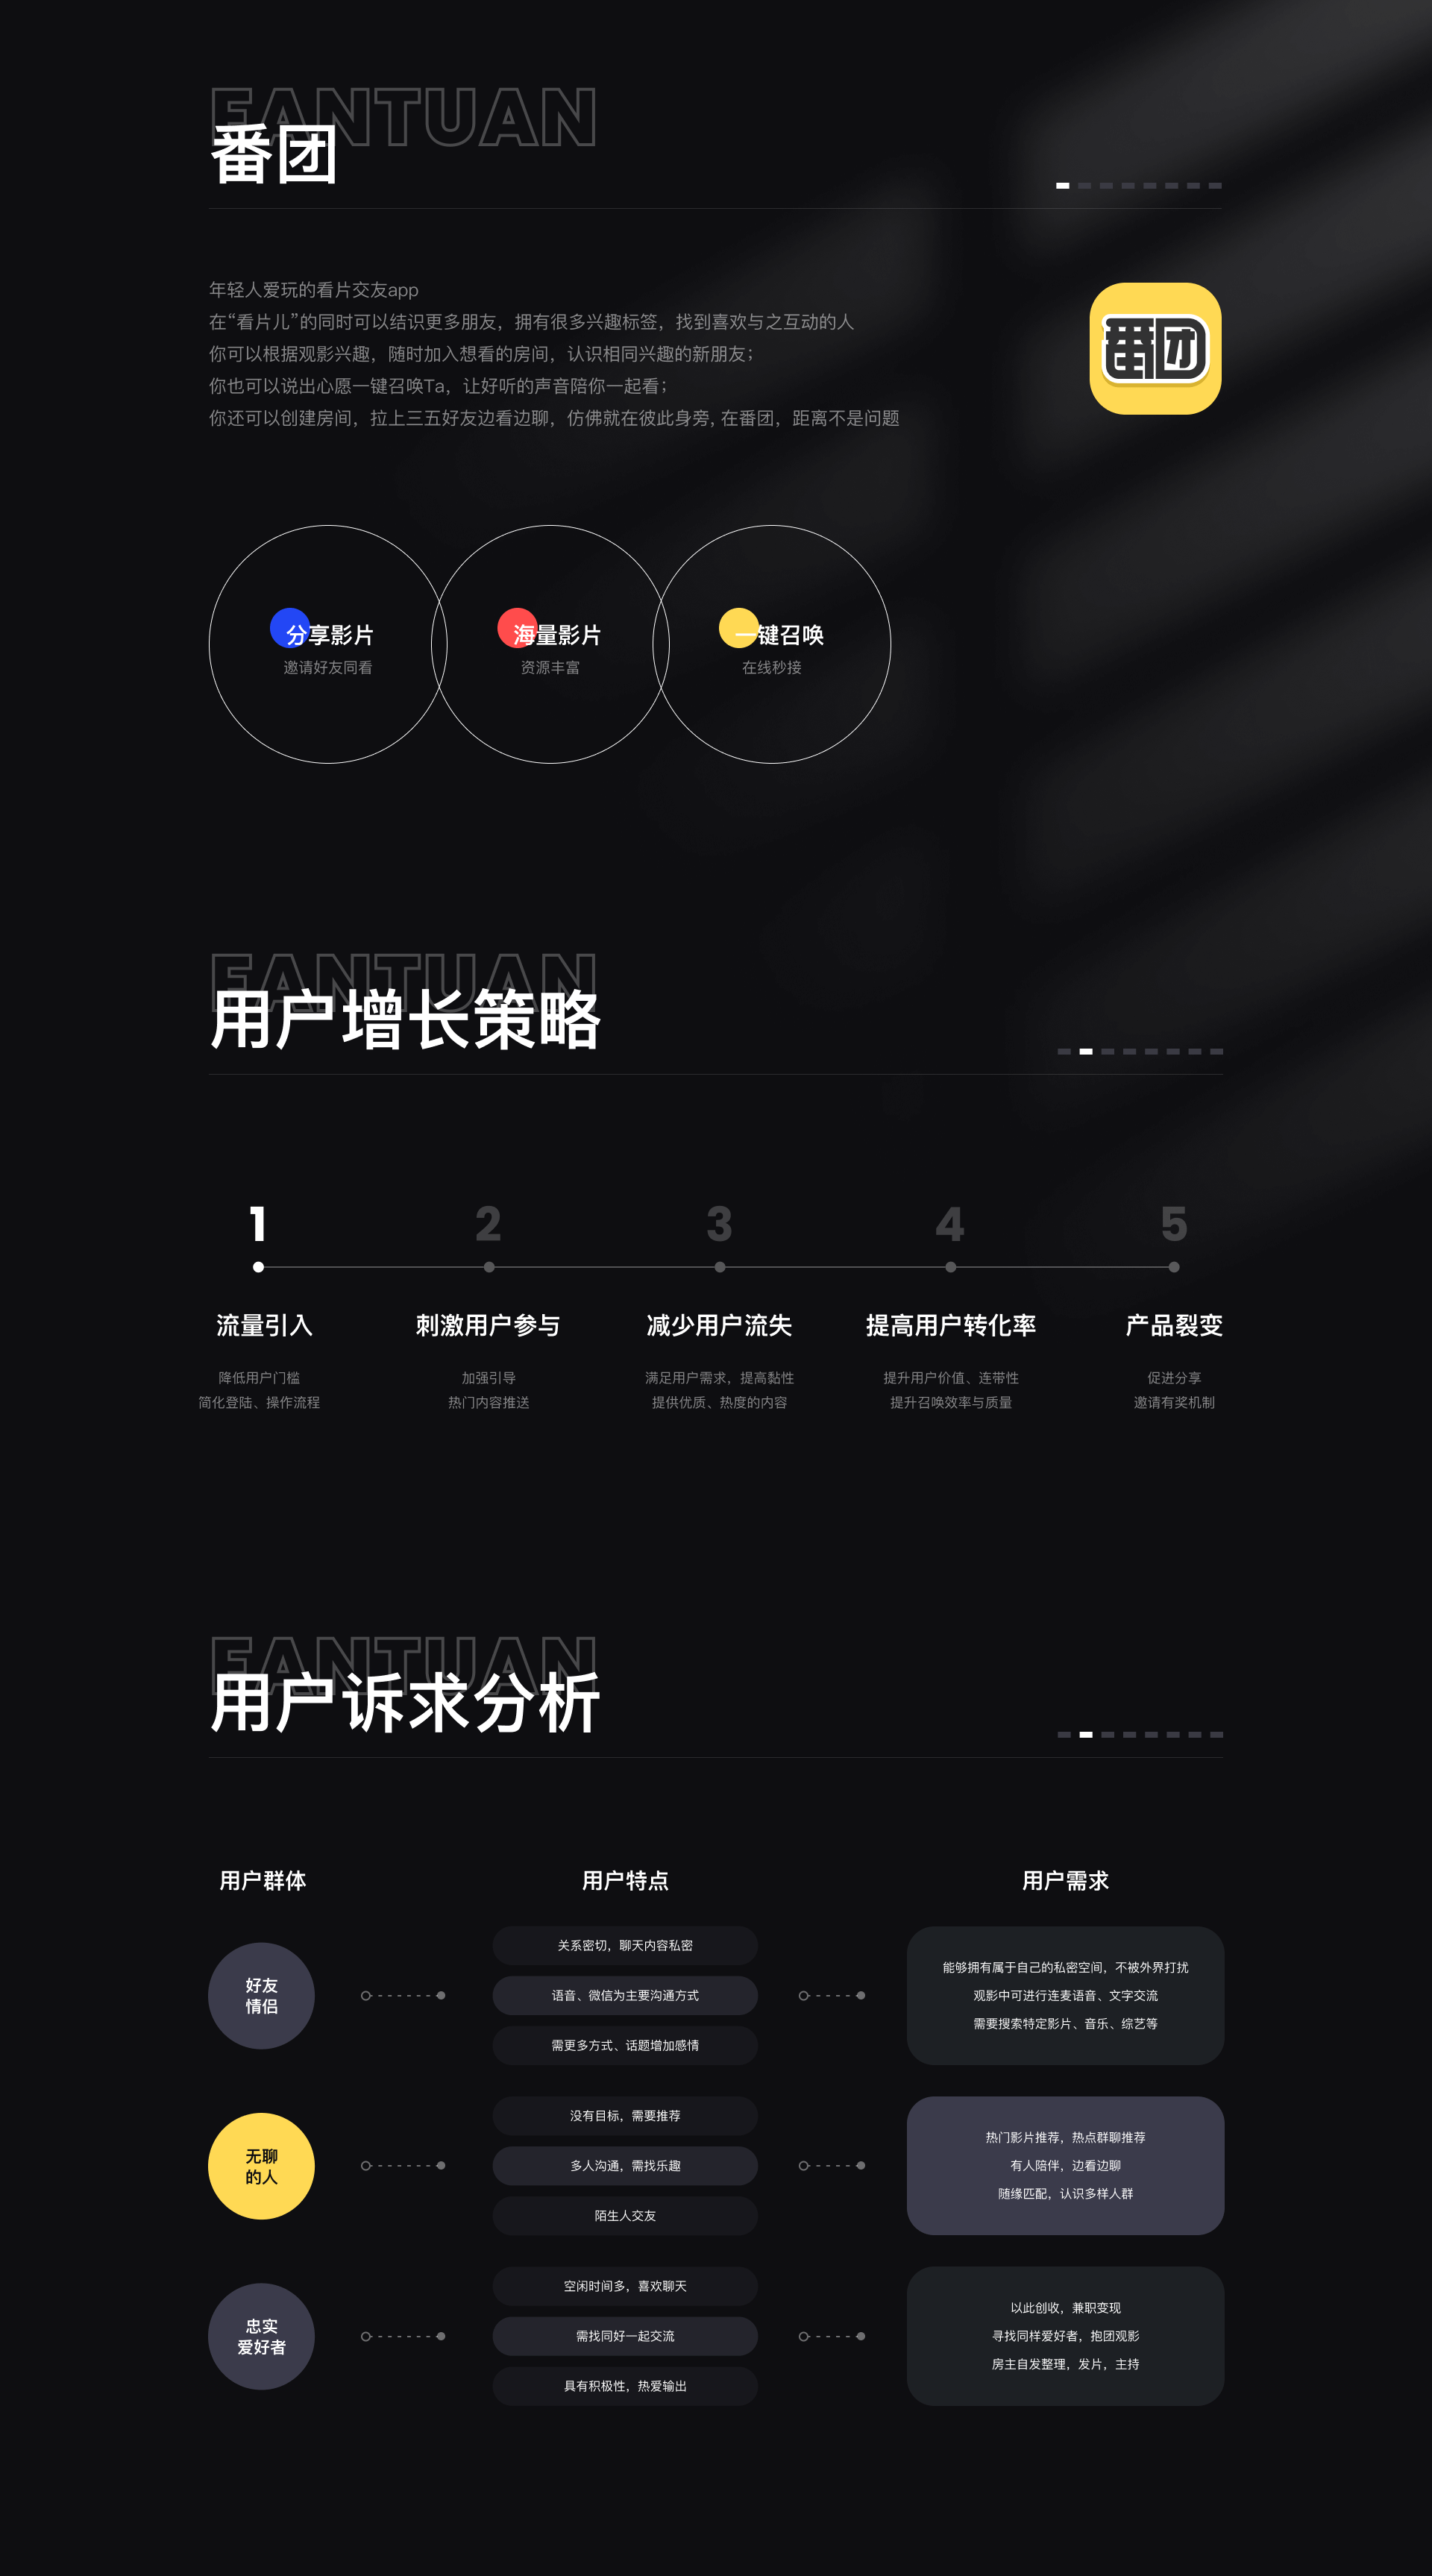 FANTUAN
番团
年轻人爱玩的看片交友app
在“看片儿”的同时可以结识更多朋友，拥有很多兴趣标签，找到喜欢与之互动的人
你可以根据观影兴趣，随时加入想看的房间，认识相同兴趣的新朋友；
你也可以说出心愿一键召唤Ta，让好听的声音陪你一起看；
你还可以创建房间，拉上三五好友边看边聊，仿佛就在彼此身旁, 在番团，距离不是问题
番团
分享影片
邀请好友同看
海量影片
资源丰富
一键召唤
在线秒接
FANTUAN
用户增长策略
1
2
3
4
5
流量引入
降低用户门槛
简化登陆、操作流程
刺激用户参与
加强引导
热门内容推送
减少用户流失
满足用户需求，提高黏性
提供优质、热度的内容
提高用户转化率
提升用户价值、连带性
提升召唤效率与质量
产品裂变
促进分享
邀请有奖机制
FANTUAN
用户诉求分析
用户群体
用户特点
用户需求
好友
情侣
关系密切，聊天内容私密
语音、微信为主要沟通方式
需更多方式、话题增加感情
能够拥有属于自己的私密空间，不被外界打扰
观影中可进行连麦语音、文字交流
需要搜索特定影片、音乐、综艺等
无聊
的人
没有目标，需要推荐
多人沟通，需找乐趣
陌生人交友
热门影片推荐，热点群聊推荐
有人陪伴，边看边聊
随缘匹配，认识多样人群
忠实
爱好者
空闲时间多，喜欢聊天
需找同好一起交流
具有积极性，热爱输出
以此创收，兼职变现
寻找同样爱好者，抱团观影
房主自发整理，发片，主持